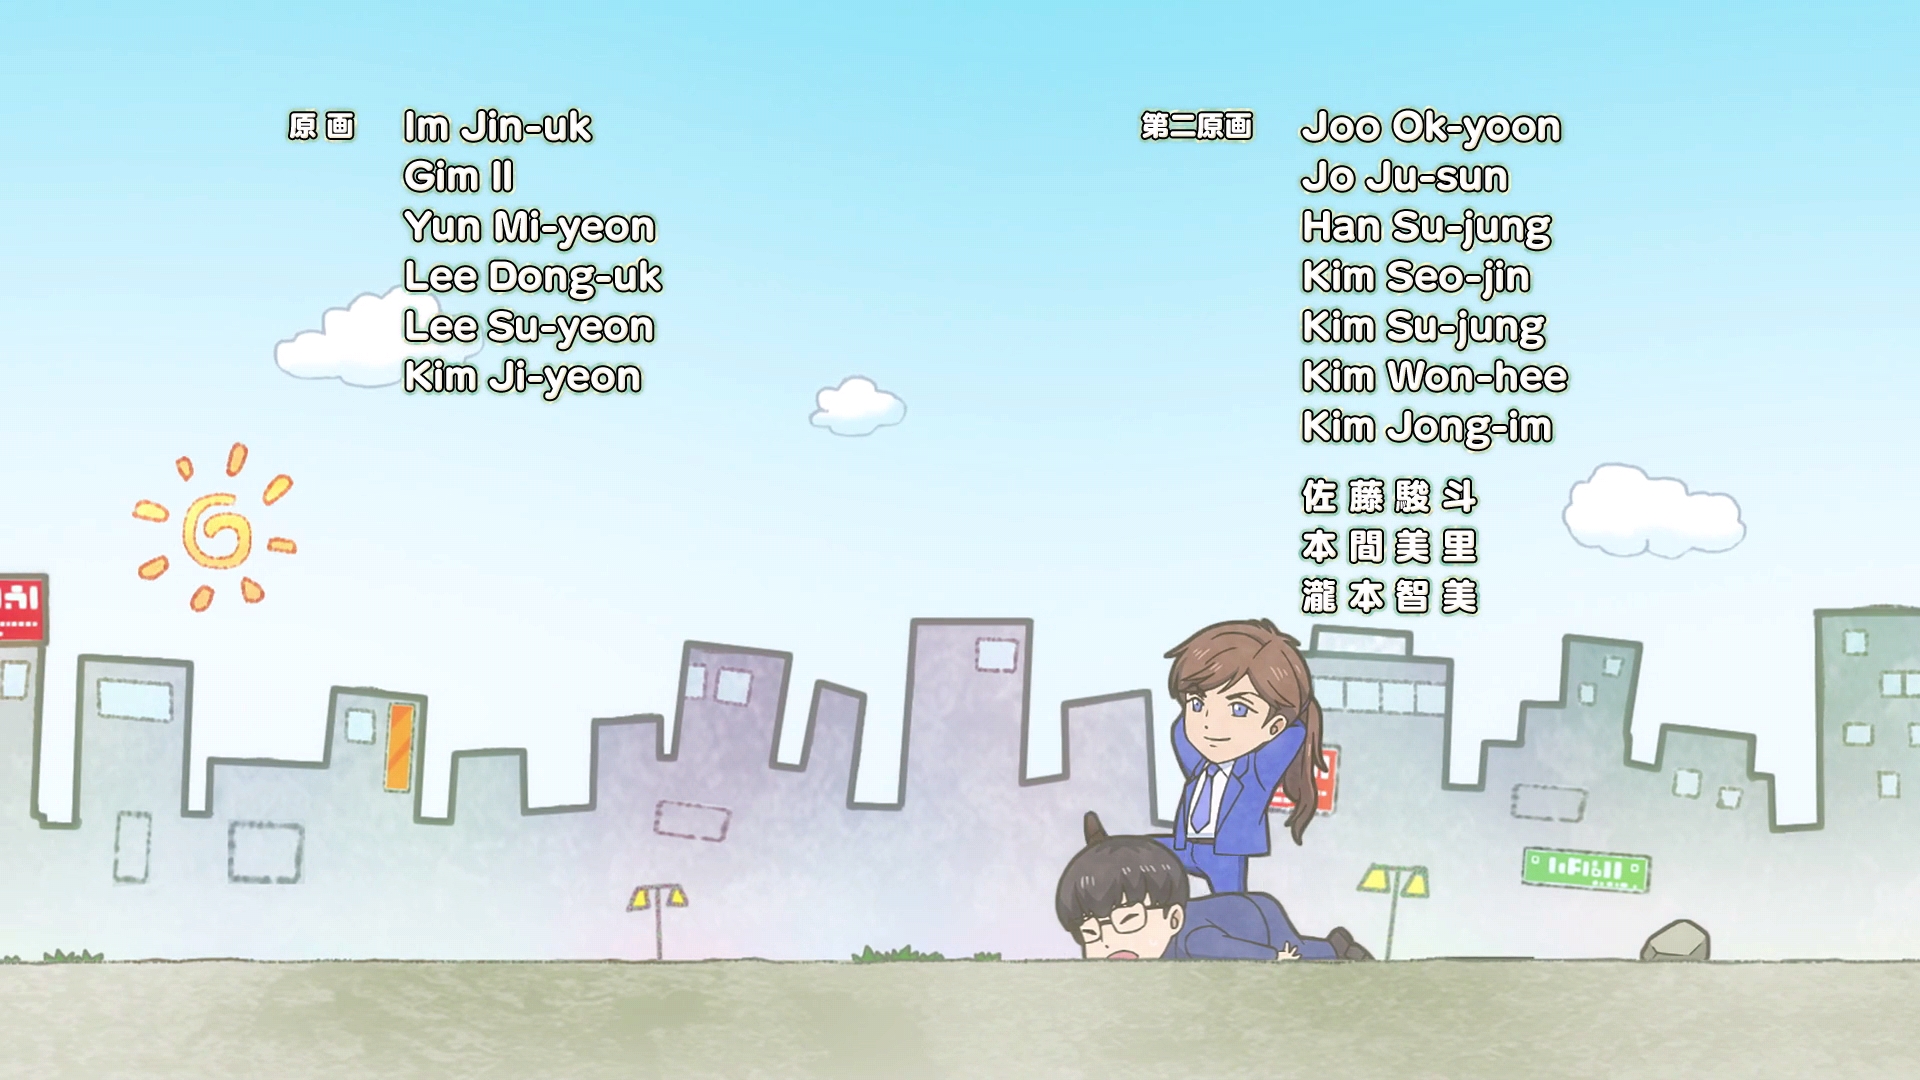 原画
Im Jin-uk
Gim Il
Yun Mi-yeon
Lee Dong-uk
Lee Su-yeon
Kim Ji-yeon
第二原画
Joo Ok-yoon
Jo Ju-sun
Han Su-jung
Kim Seo-jin
Kim Su-jung
Kim Won-hee
Kim Jong-im
佐藤駿斗
本間美里
瀧本智美